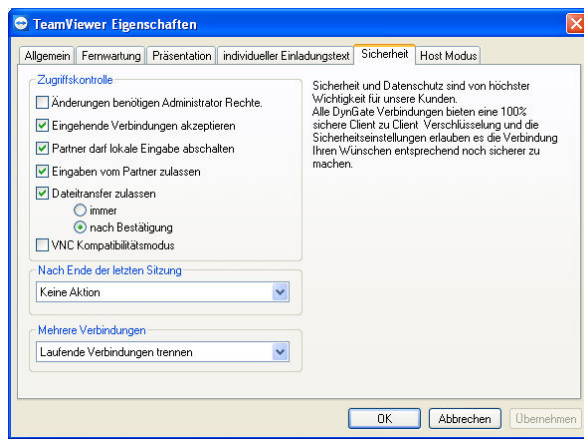 TeamViewer Eigenschaften
Allgemein Fernwartung Präsentation individueller Einladungstext Sicherheit Host Modus
Zugriffskontrolle
Änderungen benötigen Administrator Rechte.
Eingehende Verbindungen akzeptieren
Partner darf lokale Eingabe abschalten
Eingaben vom Partner zulassen
Dateitransfer zulassen
immer
nach Bestätigung
VNC Kompatibilitätsmodus
Nach Ende der letzten Sitzung
Keine Aktion
Mehrere Verbindungen
Laufende Verbindungen trennen
Sicherheit und Datenschutz sind von höchster
Wichtigkeit für unsere Kunden.
Alle DynGate Verbindungen bieten eine 100%
sichere Client zu Client Verschlüsselung und die
Sicherheitseinstellungen erlauben es die Verbindung
Ihren Wünschen entsprechend noch sicherer zu
machen.
OK Abbrechen Übernehmen